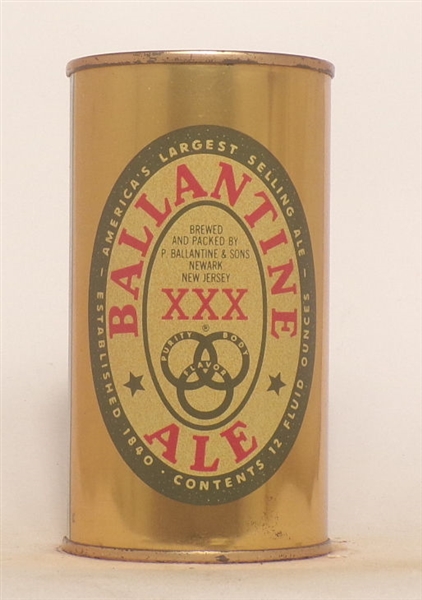 AMERICA'S LARGEST SELLING ALE
BALLANTINE
BREWED
AND PACKED BY
P. BALLANTINE & SONS
NEWARK
NEW JERSEY
XXX
®
PURITY BODY
FLAVOR
ALE
ESTABLISHED 1840 · CONTENTS 12 FLUID OUNCES